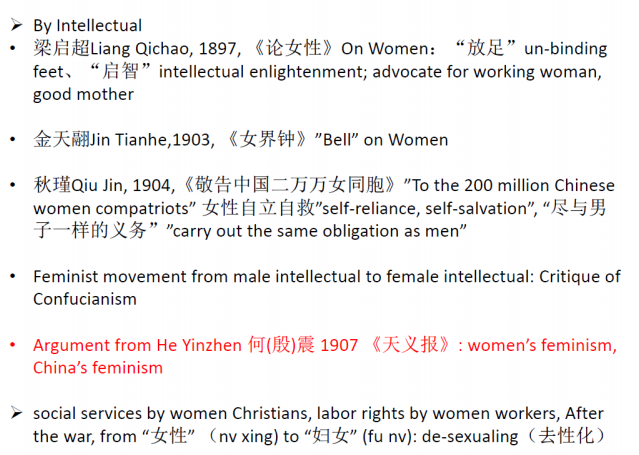 ➢ By Intellectual
• 梁启超Liang Qichao, 1897, 《论女性》On Women：“放足”un-binding
feet、“启智”intellectual enlightenment; advocate for working woman,
good mother
• 金天翮Jin Tianhe,1903, 《女界钟》”Bell” on Women
• 秋瑾Qiu Jin, 1904,《敬告中国二万万女同胞》”To the 200 million Chinese
women compatriots” 女性自立自救”self-reliance, self-salvation”, “尽与男
子一样的义务” ”carry out the same obligation as men”
• Feminist movement from male intellectual to female intellectual: Critique of
Confucianism
• Argument from He Yinzhen 何(殷)震 1907 《天义报》: women’s feminism,
China’s feminism
➢ social services by women Christians, labor rights by women workers, After
the war, from “女性” （nv xing) to “妇女” (fu nv): de-sexualing（去性化）